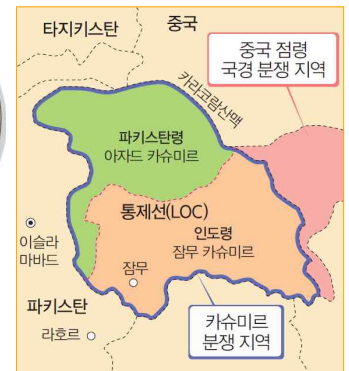 타지키스탄
중국
중국 점령
국경 분쟁 지역
카라코람산맥
파키스탄령
아자드 카슈미르
통제선(LOC)
인도령
잠무 카슈미르
이슬라
마바드
잠무
파키스탄
라호르
카슈미르
분쟁 지역